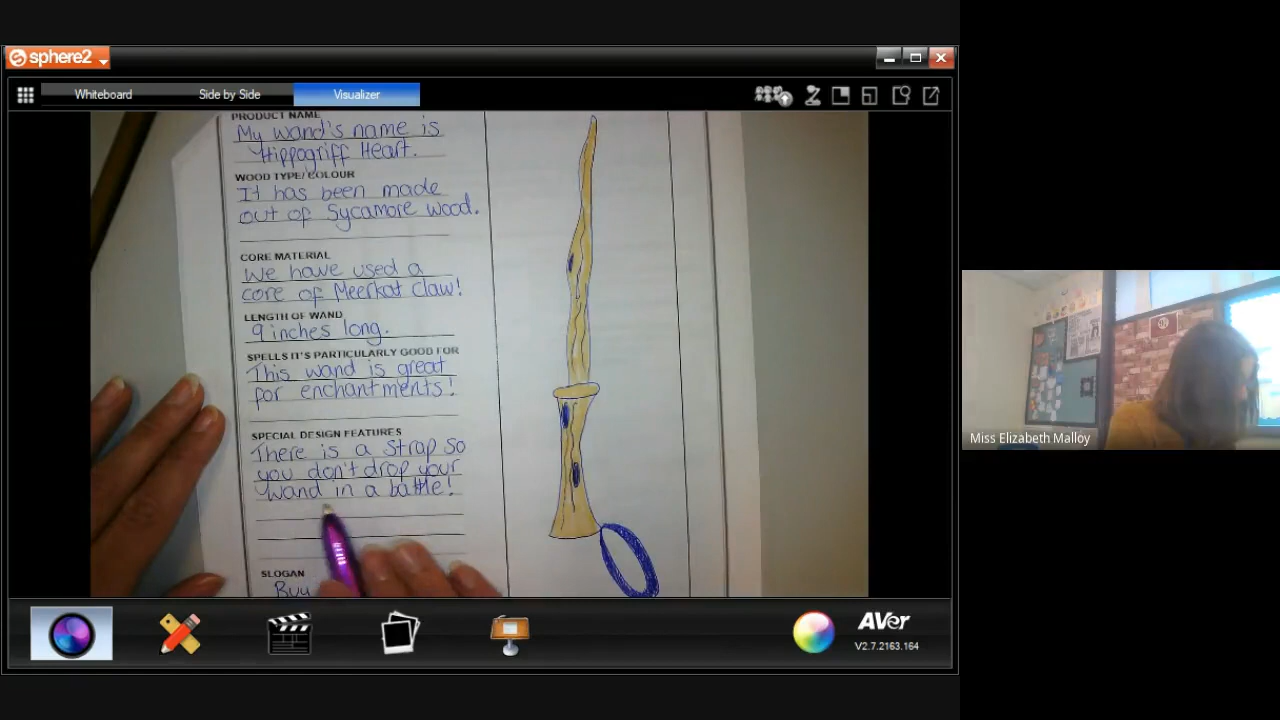 sphere2
Whiteboard
Side by Side
Visualizer
PRODUCT NAME
My wand's name is
Hippogriff Heart.
WOOD TYPE/ COLOUR
It has been made
out of Sycamore wood.
CORE MATERIAL
We have used a
core of Meerkat Claw!
LENGTH OF WAND
9 inches long.
SPELLS IT'S PARTICULARLY GOOD FOR
This wand is great
for enchantments!
SPECIAL DESIGN FEATURES
There is a strap so
you don't drop your
wand in a battle!
SLOGAN
Buy
AVer
V2.7.2163.164
Miss Elizabeth Malloy